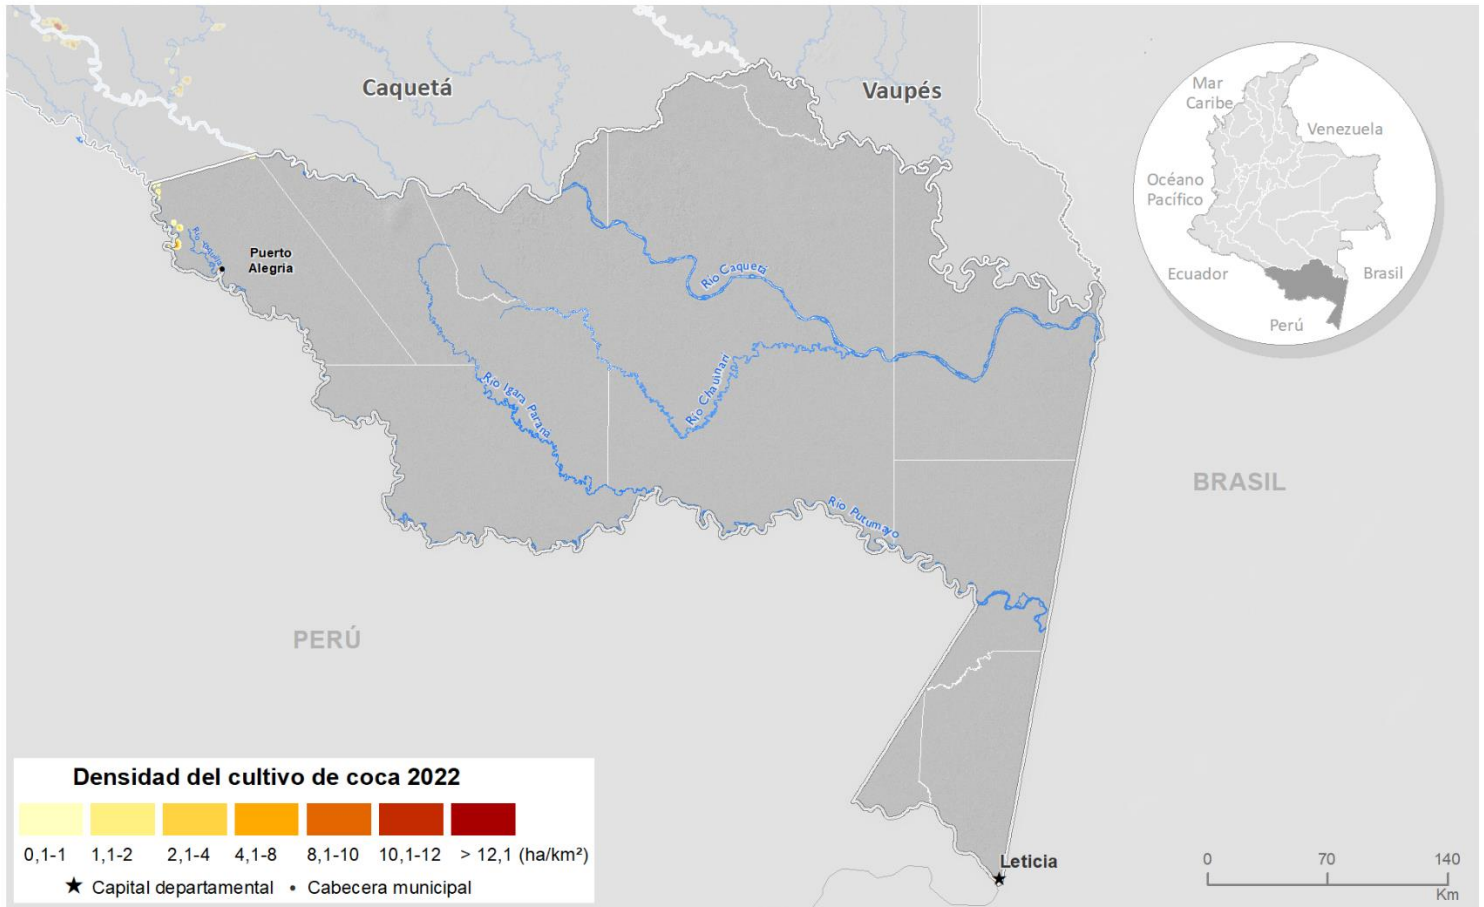 Caquetá
Vaupés
Mar
Caribe
Venezuela
Océano
Pacífico
Ecuador
Brasil
Perú
Puerto
Alegria
Río Caquetá
Río Chauinari
Río Igara Paraná
Río Putumayo
BRASIL
PERÚ
Leticia
Densidad del cultivo de coca 2022
0,1-1 1,1-2 2,1-4 4,1-8 8,1-10 10,1-12 > 12,1 (ha/km²)
Capital departamental • Cabecera municipal
0 70 140
Km